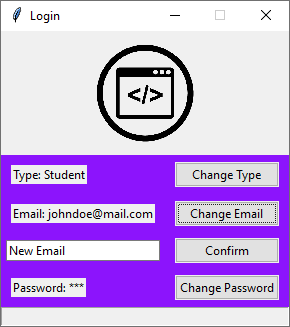 Login
</>
Type: Student
Change Type
Email: johndoe@mail.com
Change Email
New Email
Confirm
Password: ***
Change Password